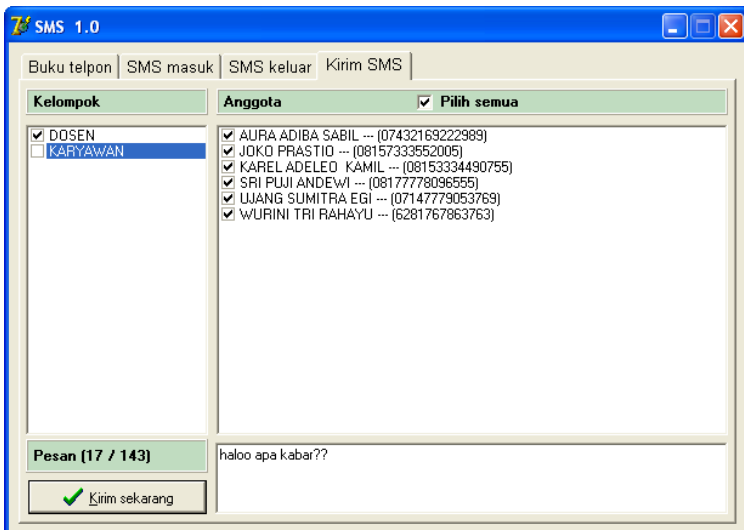 SMS 1.0
Buku telpon SMS masuk SMS keluar Kirim SMS
Kelompok
Anggota
Pilih semua
DOSEN
KARYAWAN
AURA ADIBA SABIL --- (07432169222989)
JOKO PRASTIO --- (08157333552005)
KAREL ADELEO  KAMIL --- (08153334490755)
SRI PUJI ANDEWI --- (08177778096555)
UJANG SUMITRA EGI --- (07147779053769)
WURINI TRI RAHAYU --- (6281767863763)
Pesan (17 / 143)
haloo apa kabar??
Kirim sekarang